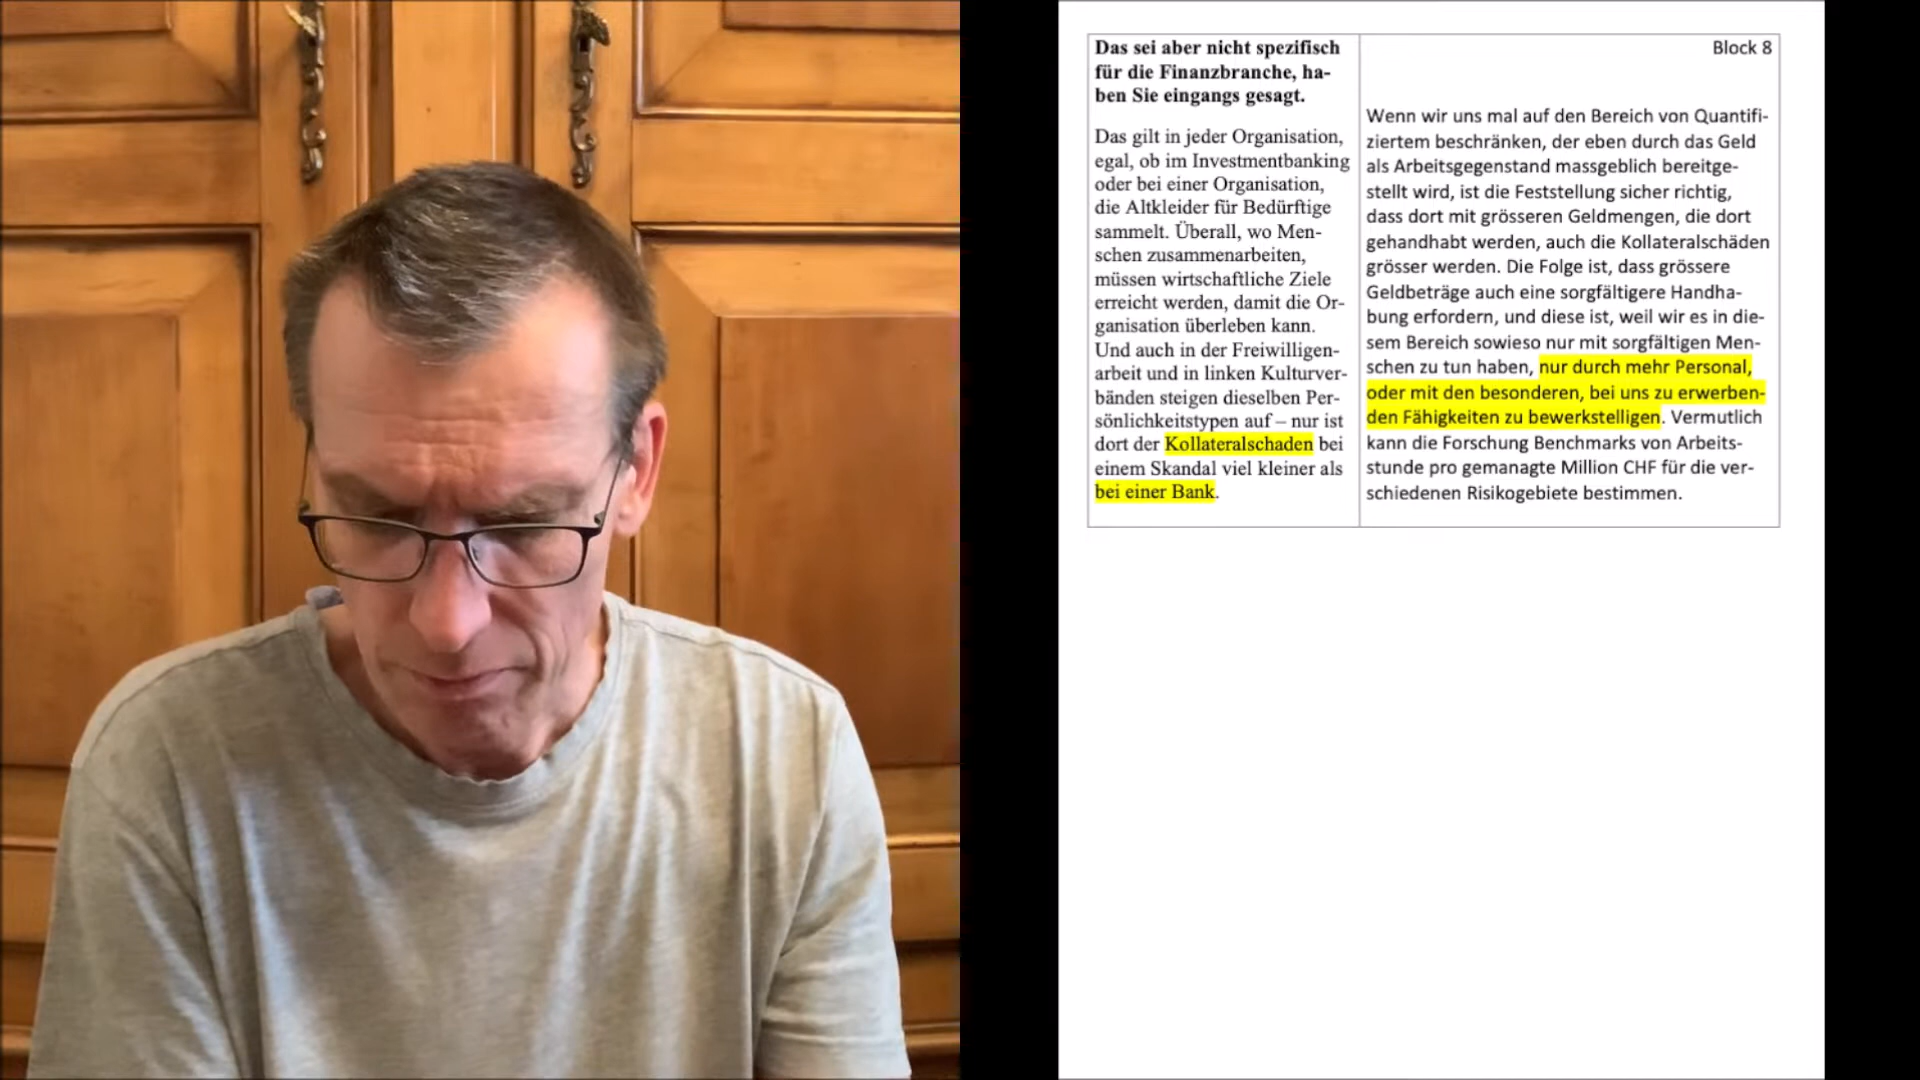 Das sei aber nicht spezifisch
für die Finanzbranche, ha-
ben Sie eingangs gesagt.
Das gilt in jeder Organisation,
egal, ob im Investmentbanking
oder bei einer Organisation,
die Altkleider für Bedürftige
sammelt. Überall, wo Men-
schen zusammenarbeiten,
müssen wirtschaftliche Ziele
erreicht werden, damit die Or-
ganisation überleben kann.
Und auch in der Freiwilligen-
arbeit und in linken Kulturver-
bänden steigen dieselben Per-
sönlichkeitstypen auf – nur ist
dort der Kollateralschaden bei
einem Skandal viel kleiner als
bei einer Bank.
Block 8
Wenn wir uns mal auf den Bereich von Quantifi-
ziertem beschränken, der eben durch das Geld
als Arbeitsgegenstand massgeblich bereitge-
stellt wird, ist die Feststellung sicher richtig,
dass dort mit grösseren Geldmengen, die dort
gehandhabt werden, auch die Kollateralschäden
grösser werden. Die Folge ist, dass grössere
Geldbeträge auch eine sorgfältigere Handha-
bung erfordern, und diese ist, weil wir es in die-
sem Bereich sowieso nur mit sorgfältigen Men-
schen zu tun haben, nur durch mehr Personal,
oder mit den besonderen, bei uns zu erwerben-
den Fähigkeiten zu bewerkstelligen. Vermutlich
kann die Forschung Benchmarks von Arbeits-
stunde pro gemanagte Million CHF für die ver-
schiedenen Risikogebiete bestimmen.